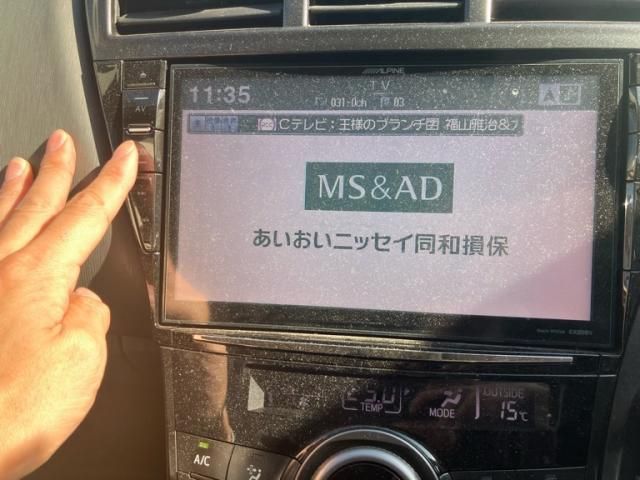 ALPINE
TV
11:35
031-0ch 03
AV
Cテレビ:王様のブランチ 福山雅治&
MS&AD
あいおいニッセイ同和損保
TEMP
MODE
OUTSIDE
15℃
A/C